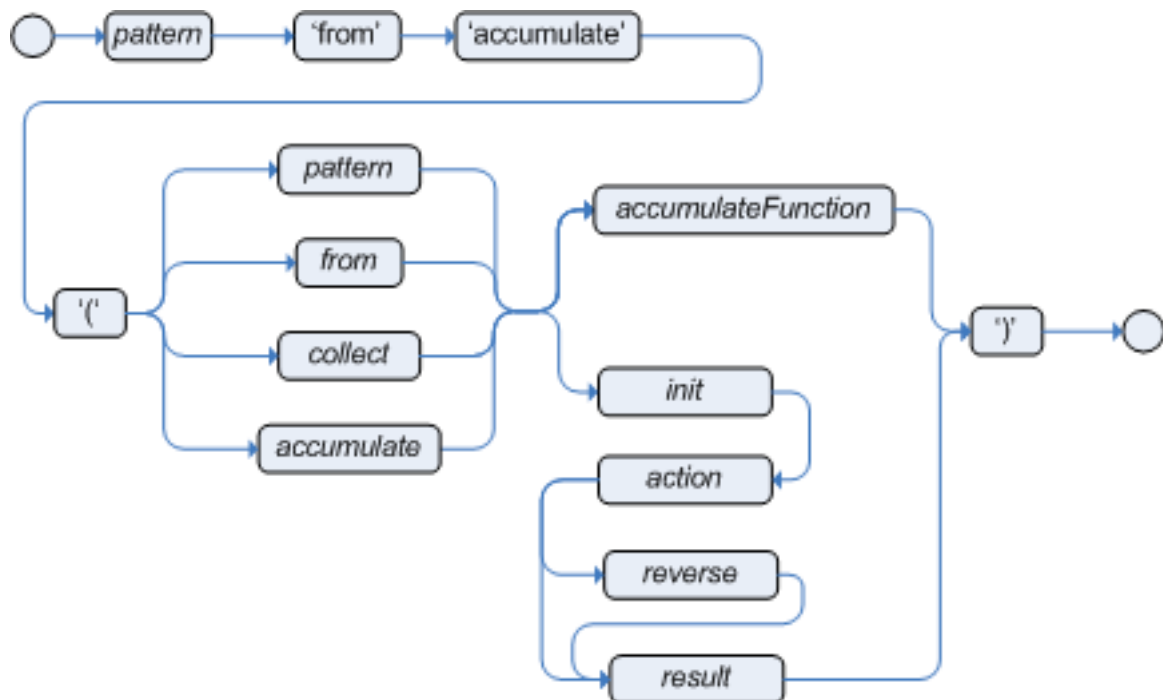 pattern ‘from’ ‘accumulate’
pattern
accumulateFunction
from
‘(‘
‘)’
collect
init
accumulate
action
reverse
result